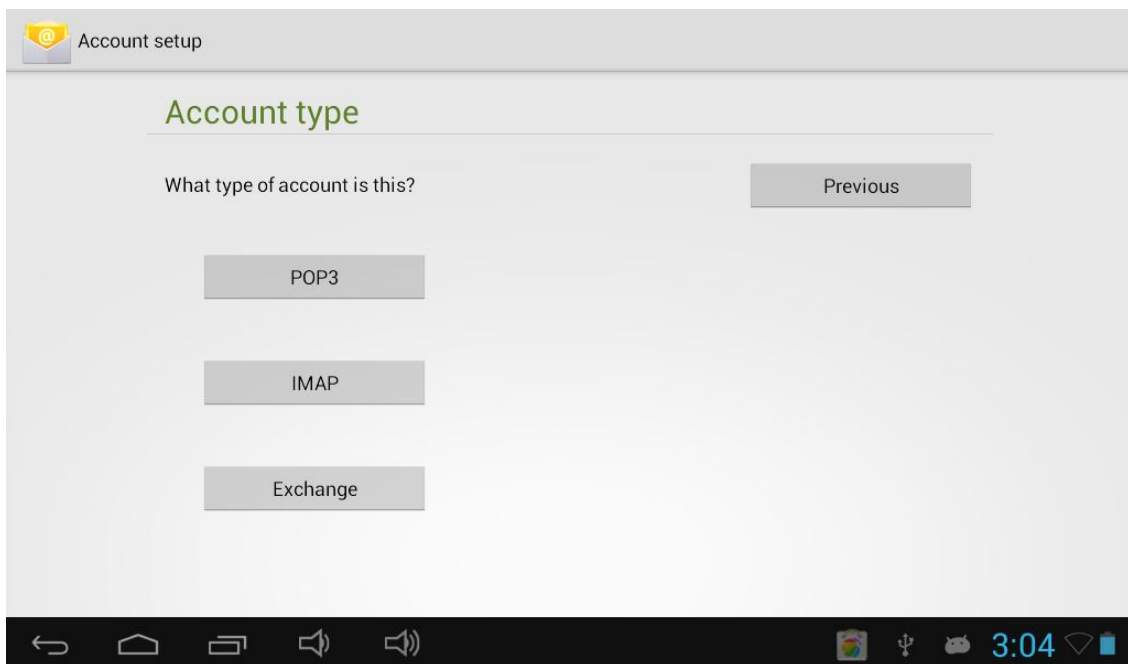 Account setup
Account type
What type of account is this?
Previous
POP3
IMAP
Exchange
3:04